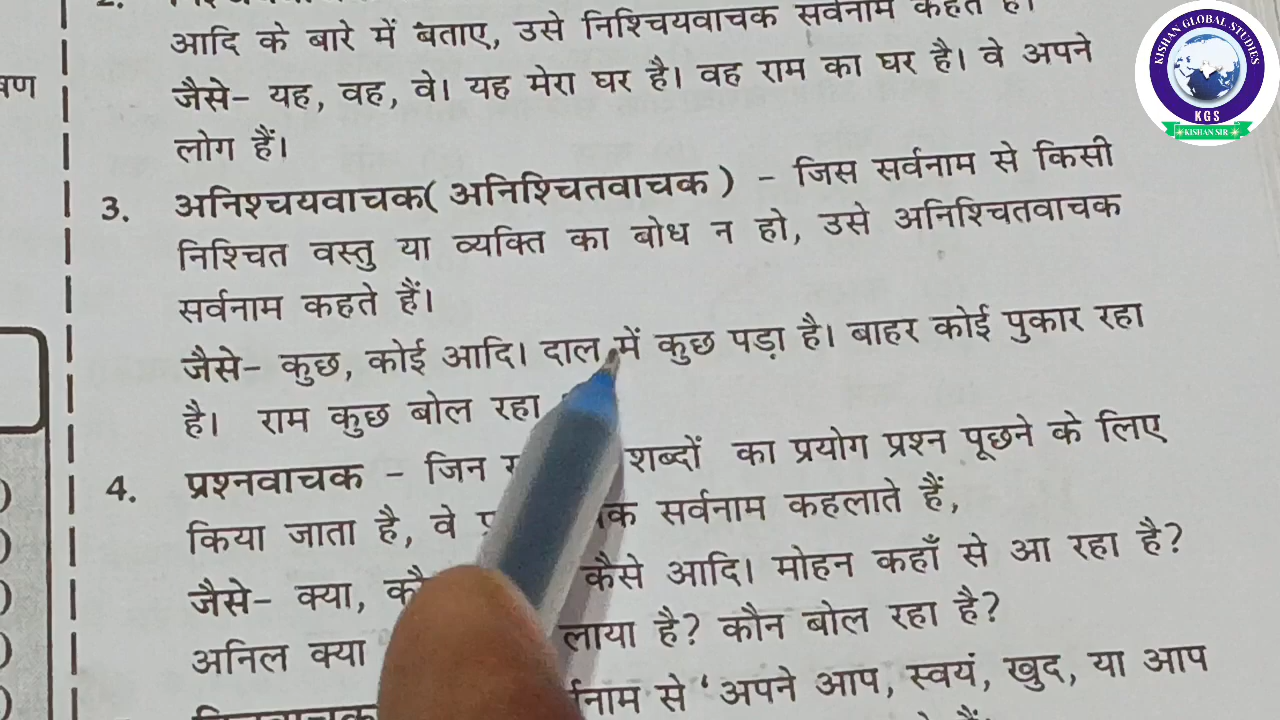 आदि के बारे में बताए, उसे निश्चियवाचक सर्वनाम कहते हैं।
षण
जैसे– यह, वह, वे। यह मेरा घर है। वह राम का घर है। वे अपने
लोग हैं।
3. अनिश्चयवाचक( अनिश्चितवाचक ) – जिस सर्वनाम से किसी
निश्चित वस्तु या व्यक्ति का बोध न हो, उसे अनिश्चितवाचक
सर्वनाम कहते हैं।
जैसे– कुछ, कोई आदि। दाल में कुछ पड़ा है। बाहर कोई पुकार रहा
है। राम कुछ बोल रहा
4. प्रश्नवाचक – जिन शब्दों का प्रयोग प्रश्न पूछने के लिए
किया जाता है, वे सर्वनाम कहलाते हैं,
जैसे– क्या, कैसे आदि। मोहन कहाँ से आ रहा है?
अनिल क्या लाया है? कौन बोल रहा है?
से ‘अपने आप, स्वयं, खुद, या आप
KISHAN GLOBAL STUDIES
KGS
KISHAN SIR